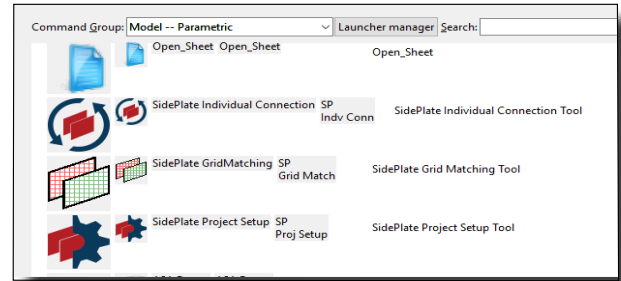 Command Group: Model -- Parametric Launcher manager Search:
Open_Sheet Open_Sheet Open_Sheet
SidePlate Individual Connection SP
Indv Conn SidePlate Individual Connection Tool
SidePlate GridMatching SP
Grid Match SidePlate Grid Matching Tool
SidePlate Project Setup SP
Proj Setup SidePlate Project Setup Tool